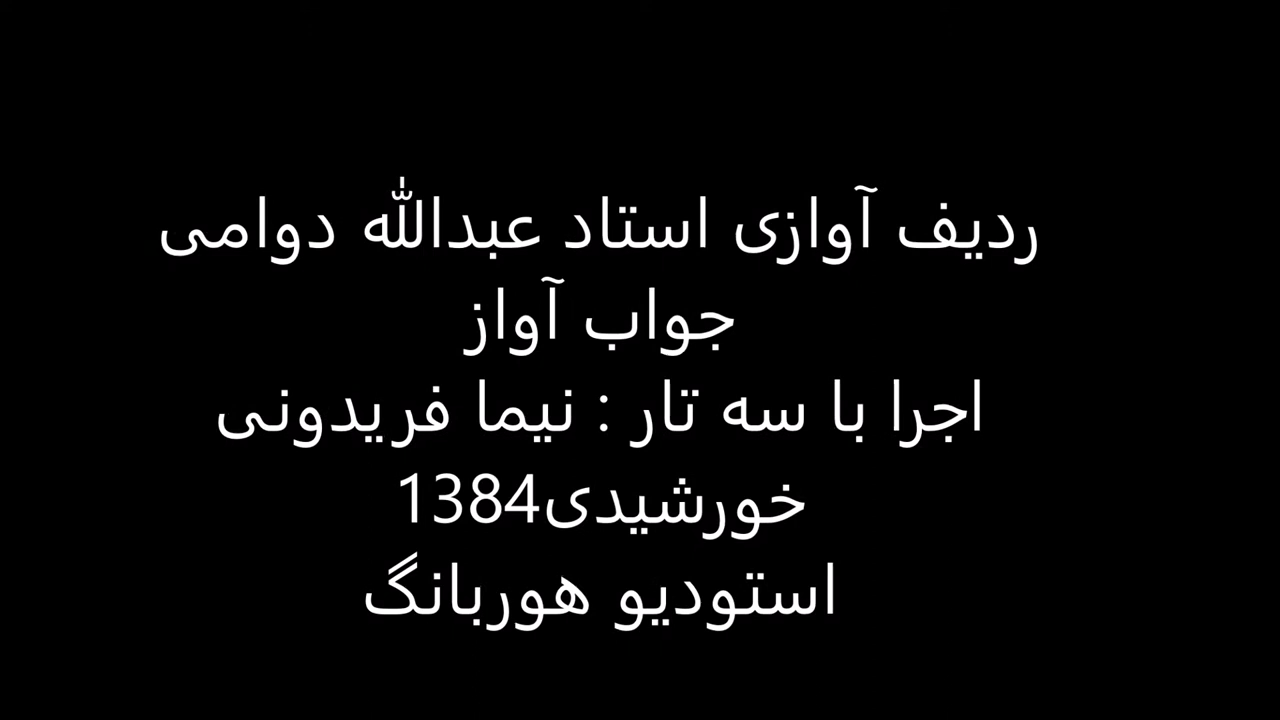 ردیف آوازی استاد عبدالله دوامی
جواب آواز
اجرا با سه تار : نیما فریدونی
خورشیدی1384
استودیو هوربانگ